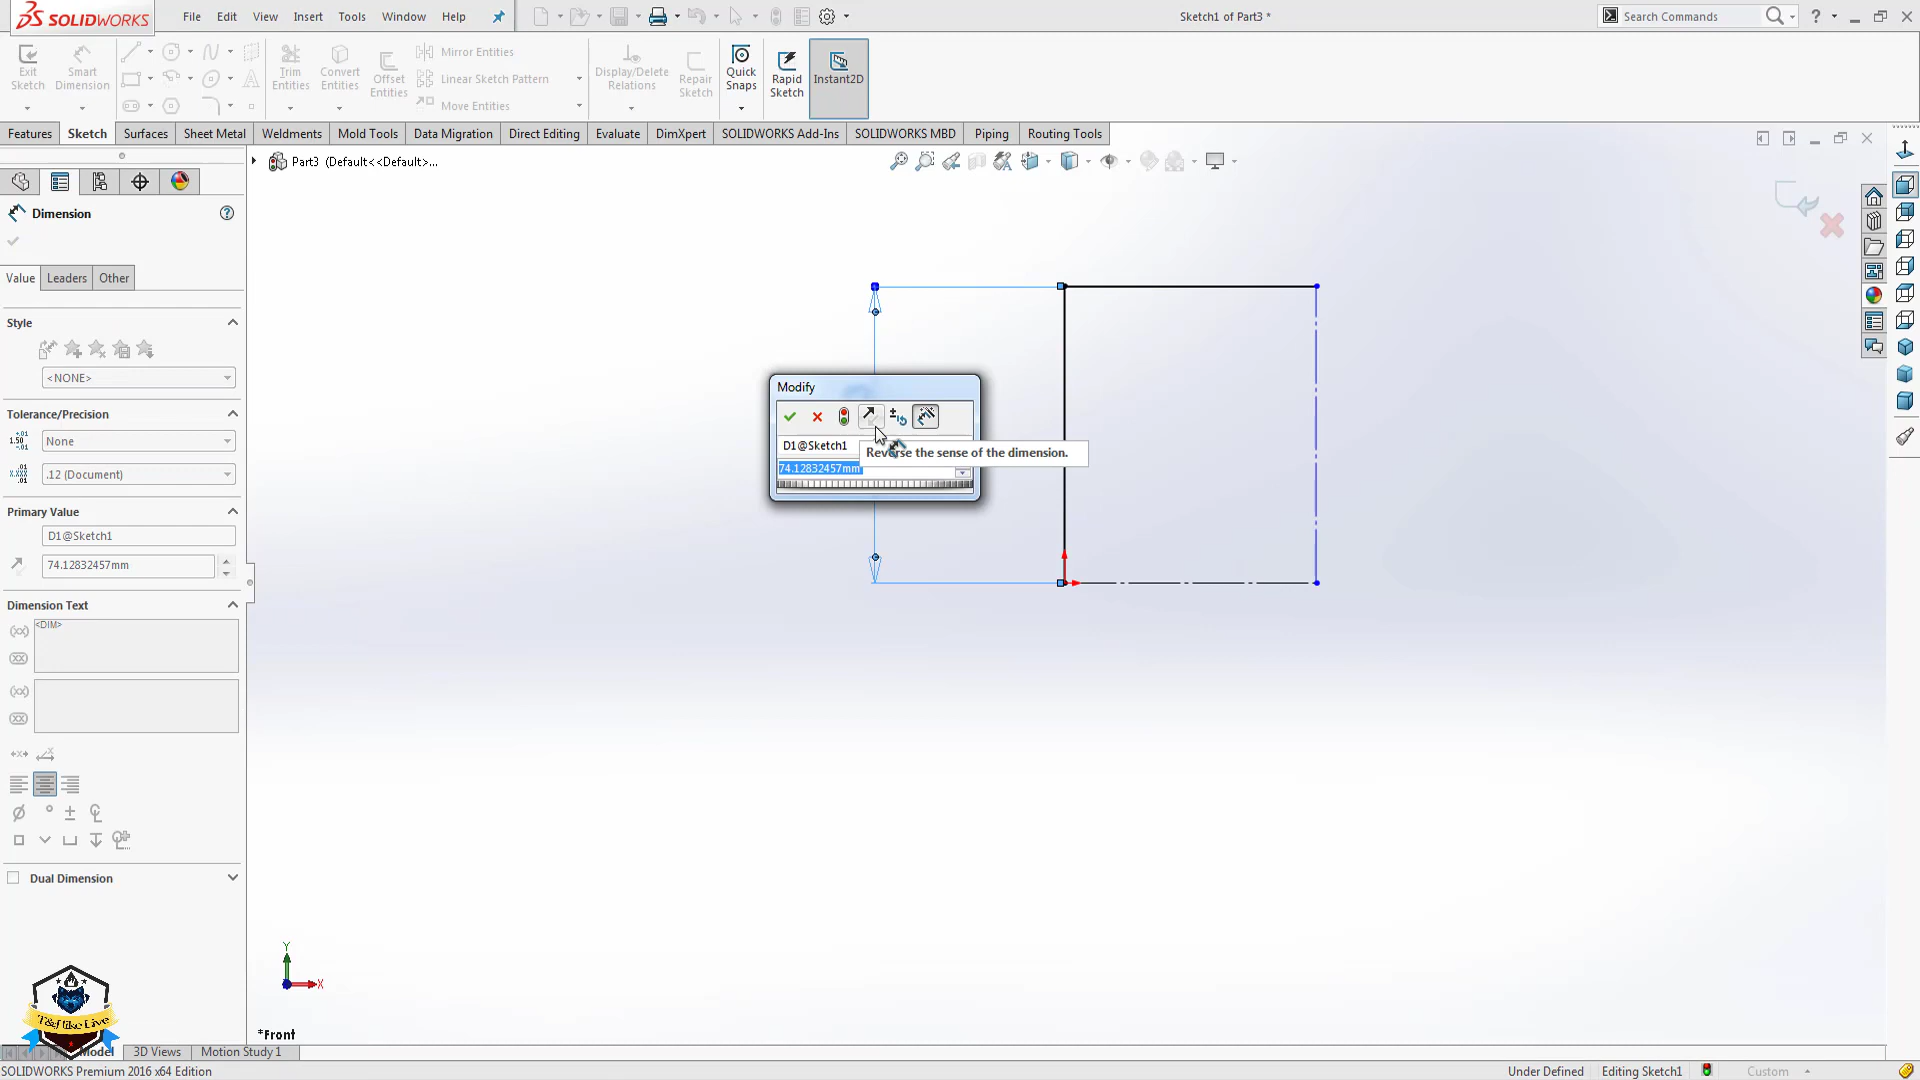 SOLIDWORKS
File Edit View Insert Tools Window Help
Sketch1 of Part3 *
Search Commands
Exit Sketch
Smart Dimension
Trim Entities
Convert Entities
Offset Entities
Mirror Entities
Linear Sketch Pattern
Move Entities
Display/Delete Relations
Repair Sketch
Quick Snaps
Rapid Sketch
Instant2D
Features Sketch Surfaces Sheet Metal Weldments Mold Tools Data Migration Direct Editing Evaluate DimXpert SOLIDWORKS Add-Ins SOLIDWORKS MBD Piping Routing Tools
Part3 (Default<<Default>...
Dimension
Value Leaders Other
Style
<NONE>
Tolerance/Precision
None
.12 (Document)
Primary Value
D1@Sketch1
74.12832457mm
Dimension Text
<DIM>
Dual Dimension
Modify
D1@Sketch1
Reverse the sense of the dimension.
74.12832457mm
Y
X
*Front
T&f like Live
Model 3D Views Motion Study 1
SOLIDWORKS Premium 2016 x64 Edition
Under Defined Editing Sketch1 Custom